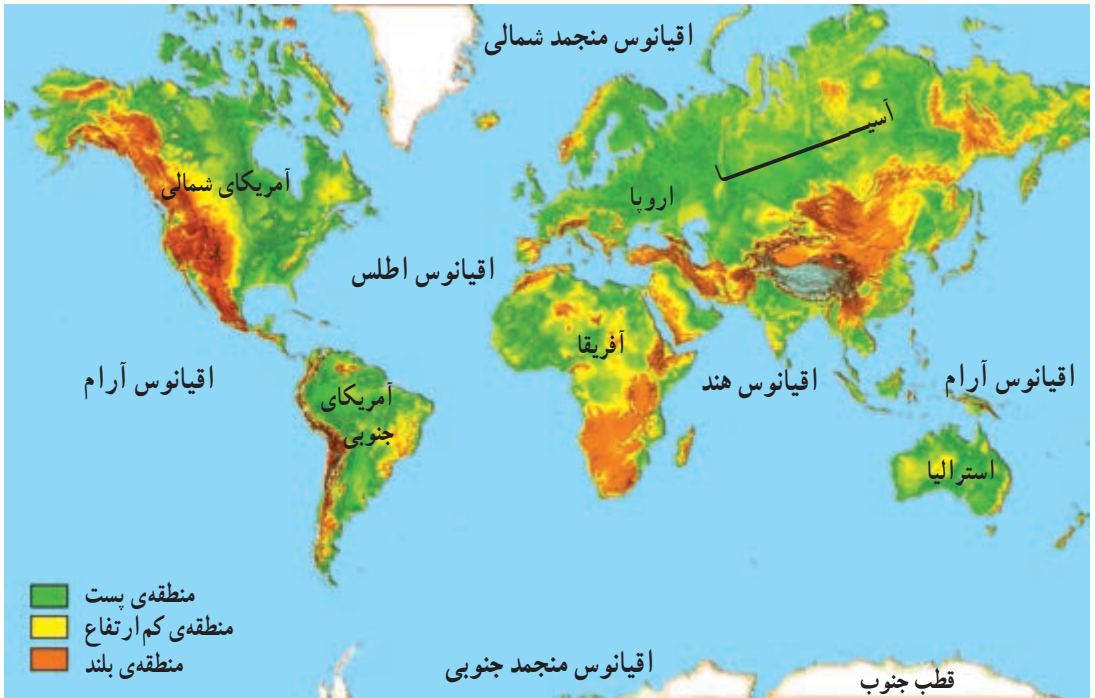 اقیانوس منجمد شمالی
آسیا
آمریکای شمالی
اروپا
اقیانوس اطلس
آفریقا
اقیانوس آرام
اقیانوس هند
اقیانوس آرام
آمریکای
جنوبی
استرالیا
منطقه‌ی پست
منطقه‌ی کم ارتفاع
منطقه‌ی بلند
اقیانوس منجمد جنوبی
قطب جنوب